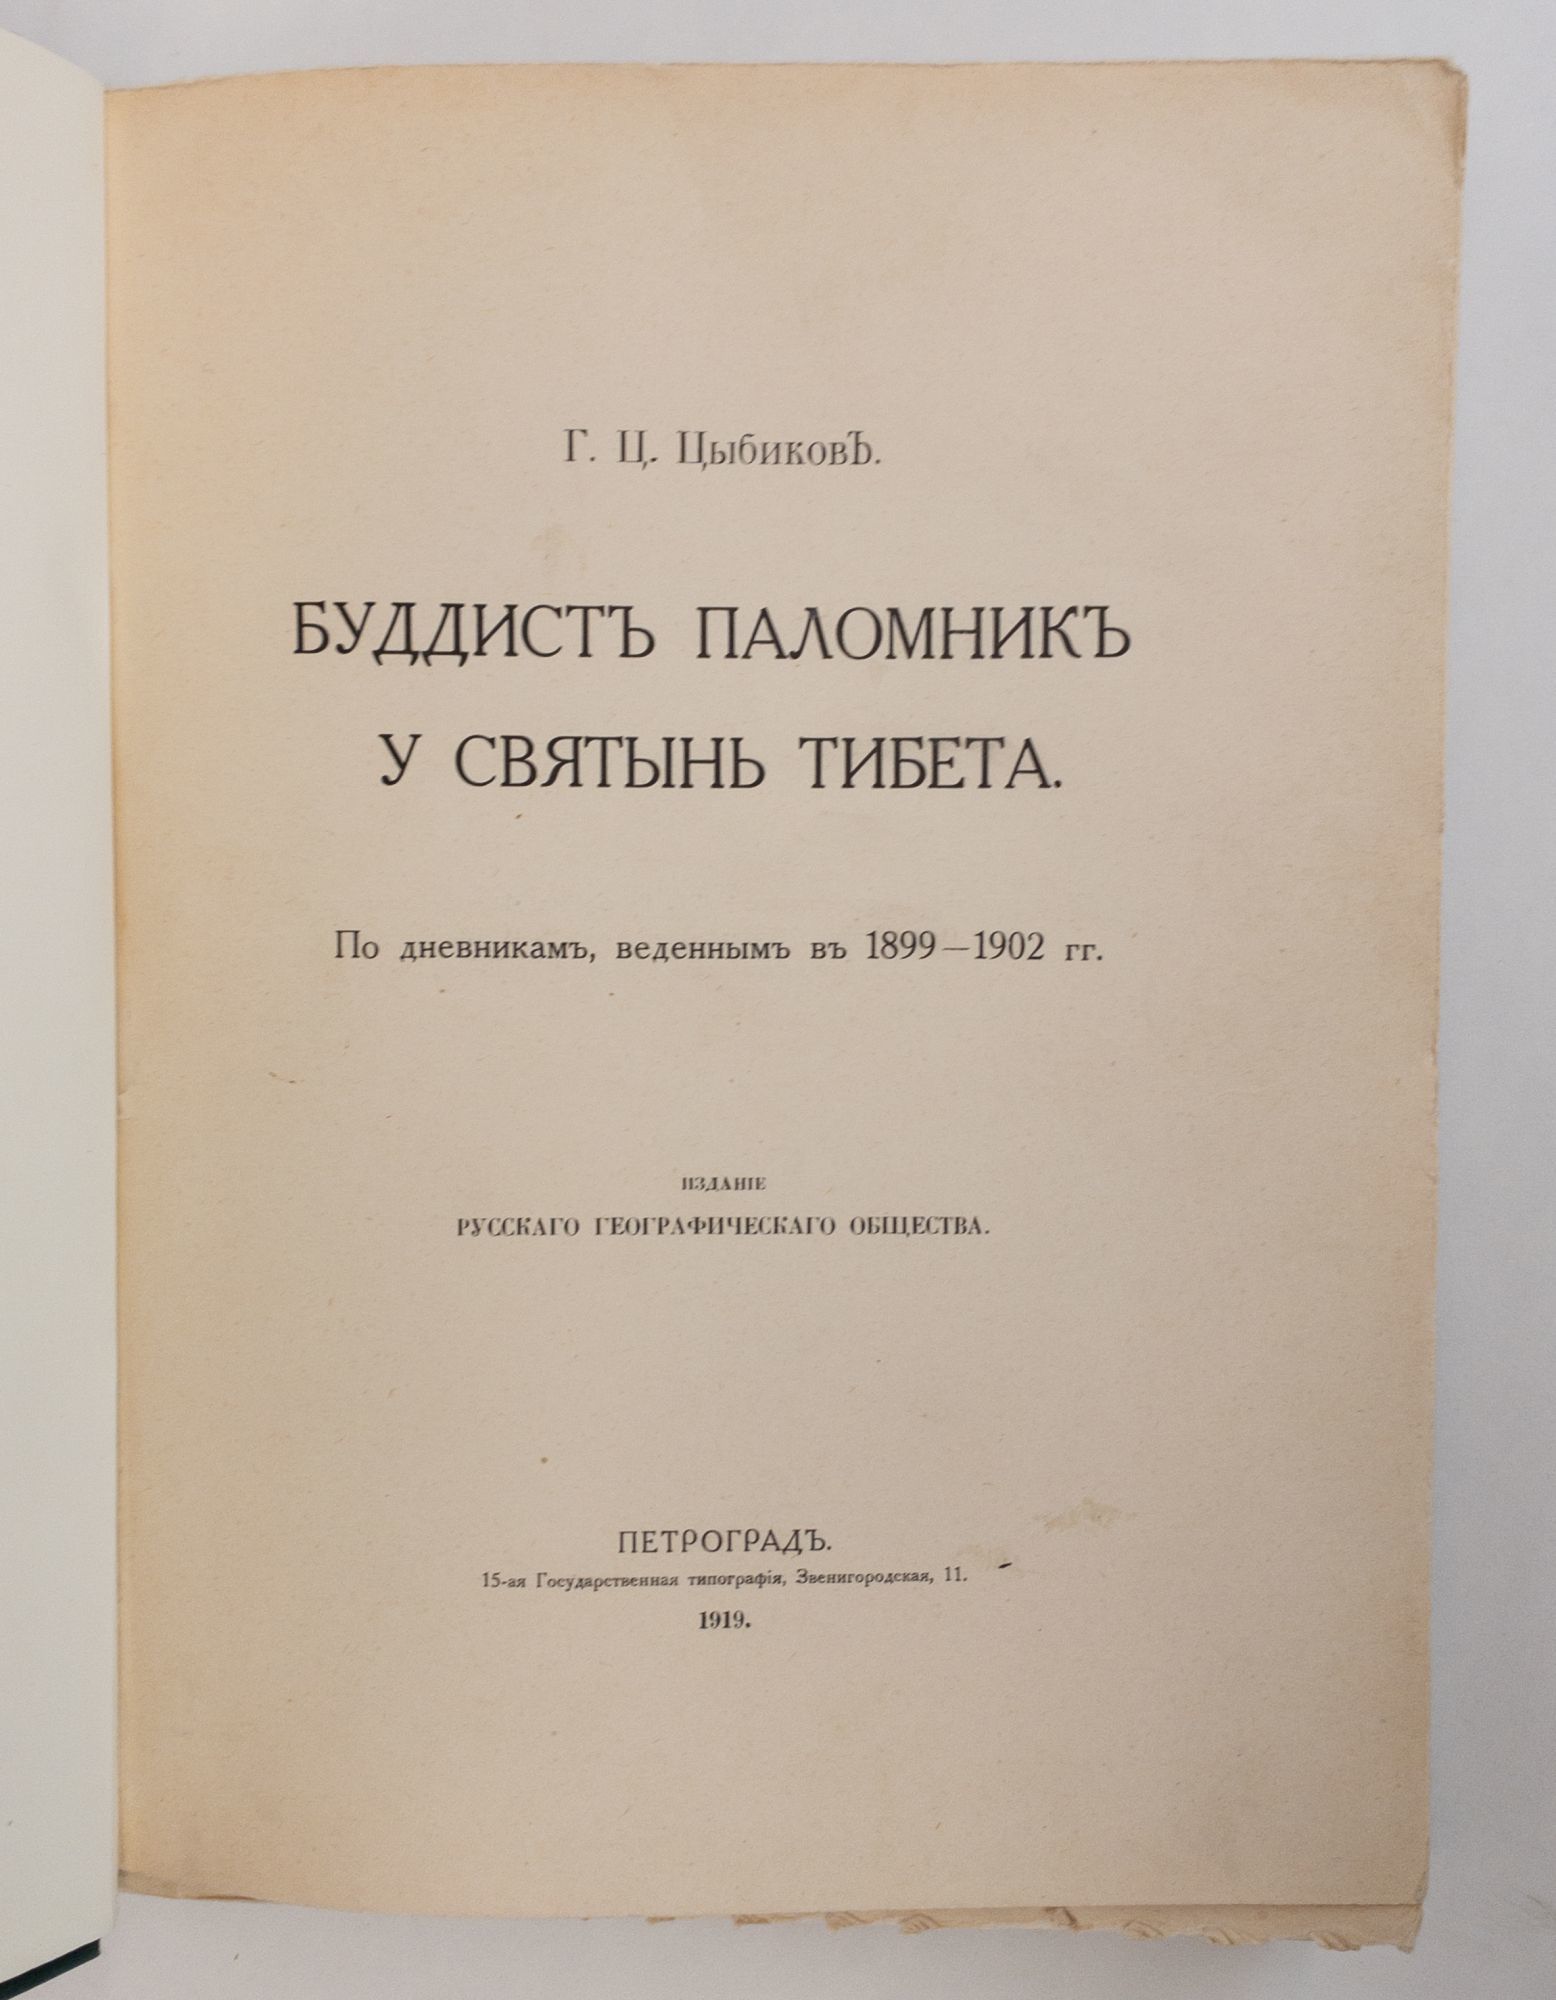 Г. Ц. Цыбиковъ.
БУДДИСТЪ ПАЛОМНИКЪ
У СВЯТЫНЬ ТИБЕТА.
По дневникамъ, веденнымъ въ 1899—1902 гг.
ИЗДАНІЕ
РУССКАГО ГЕОГРАФИЧЕСКАГО ОБЩЕСТВА.
ПЕТРОГРАДЪ.
15-ая Государственная типографія, Звенигородская, 11.
1919.